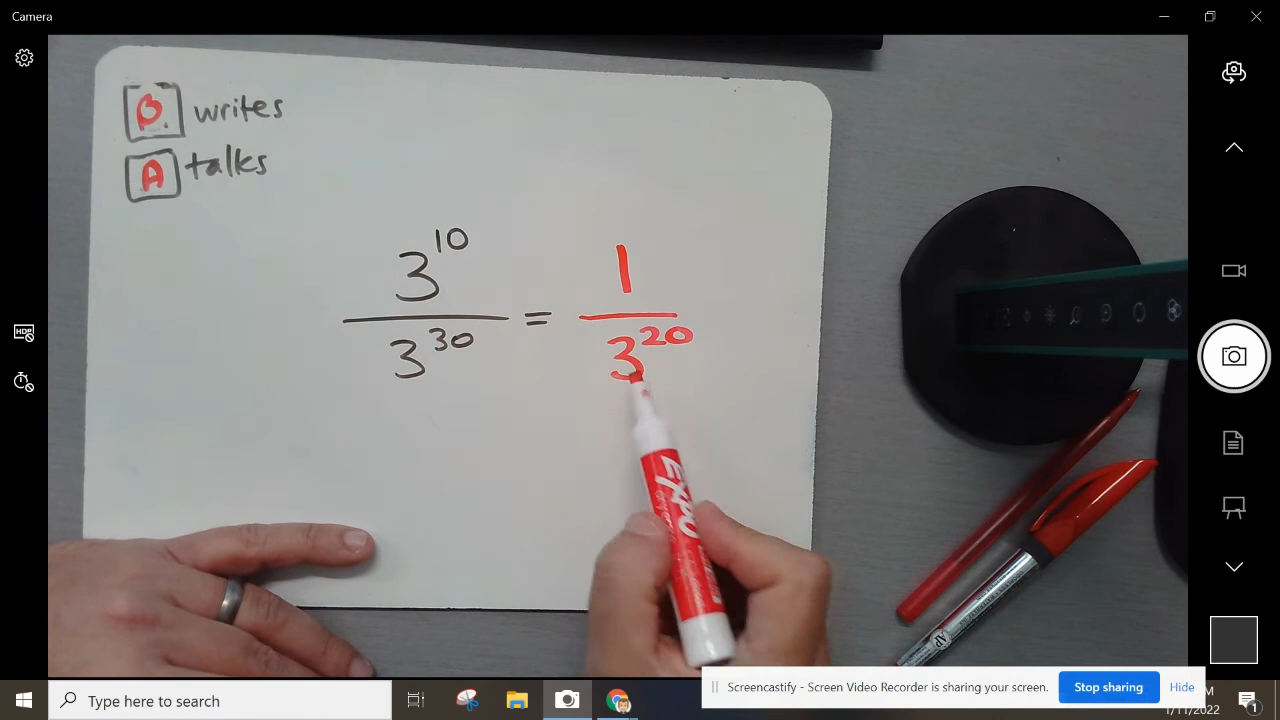 Camera
B writes
A talks
3^10 / 3^30 = 1 / 3^20
EXPO
Screencastify - Screen Video Recorder is sharing your screen.
Stop sharing
Hide
Type here to search
M
1/11/2022
1